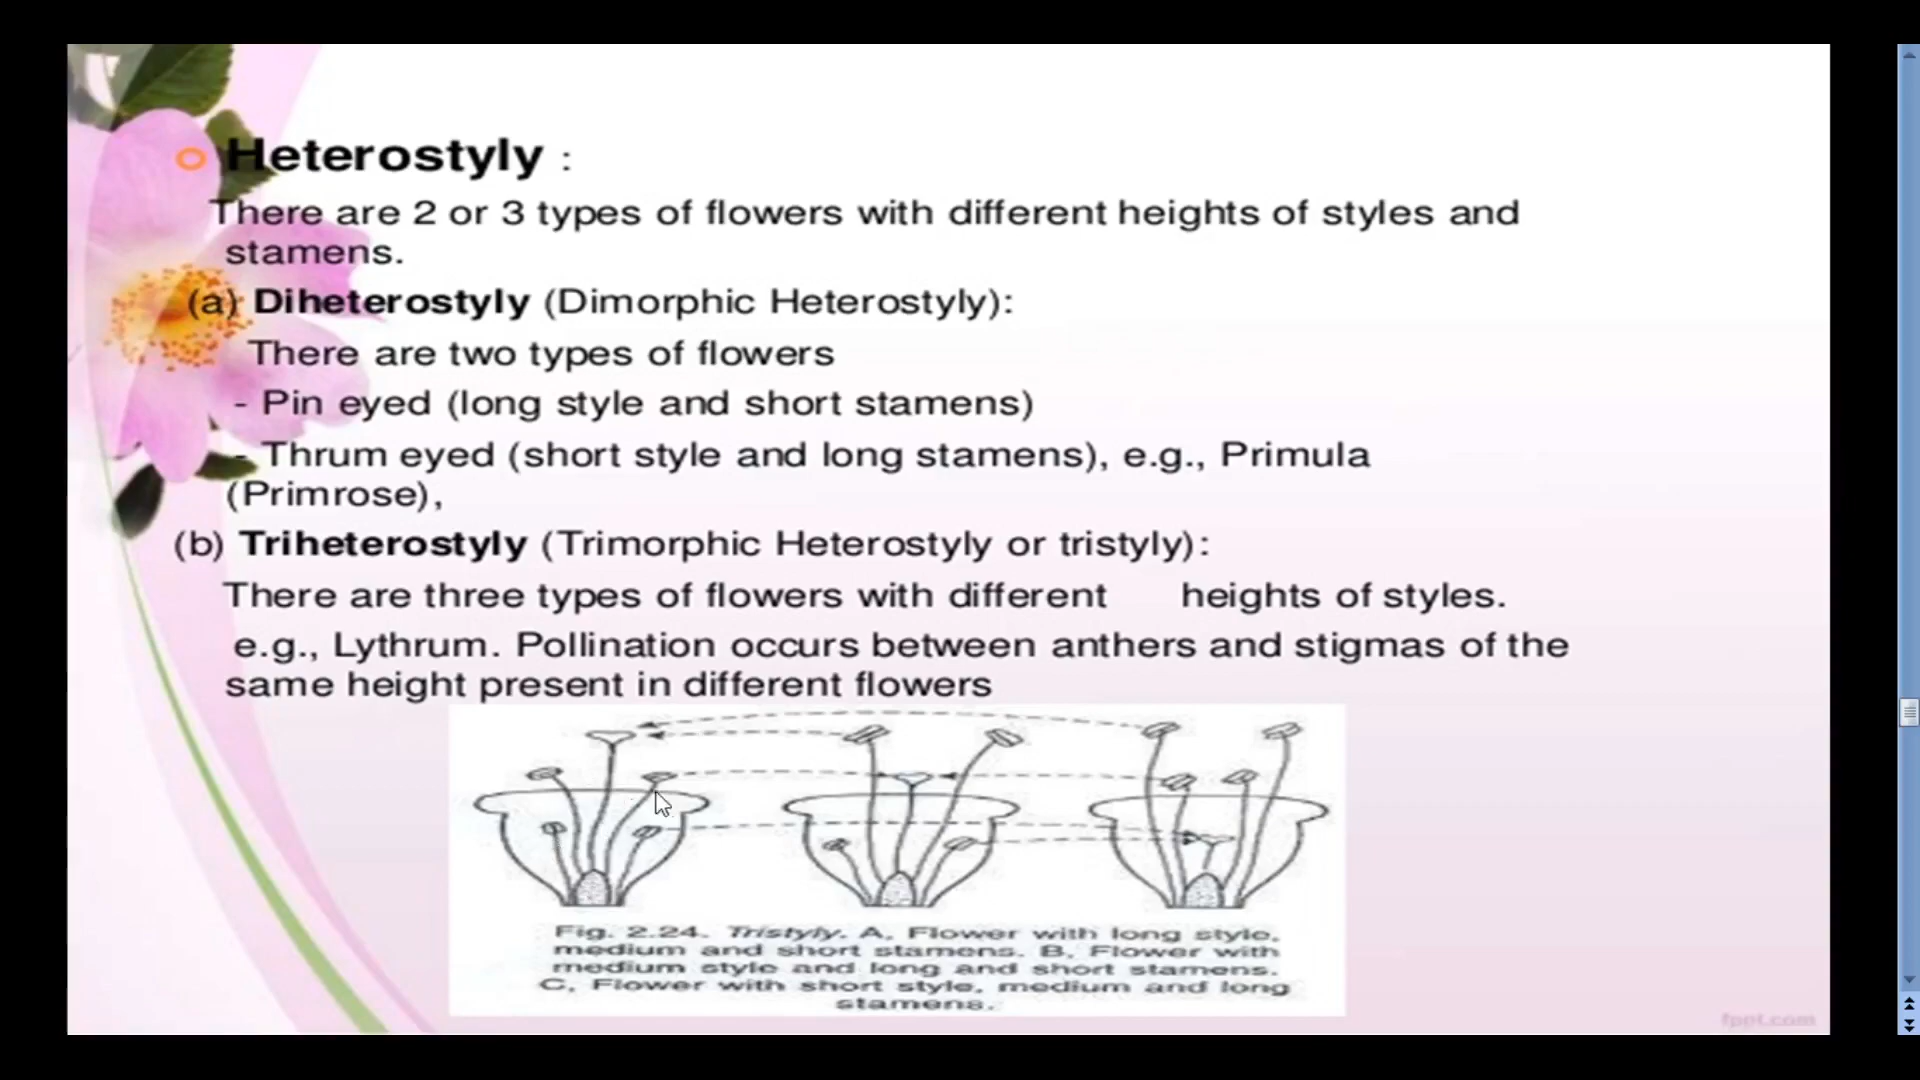 Heterostyly :
There are 2 or 3 types of flowers with different heights of styles and
stamens.
(a) Diheterostyly (Dimorphic Heterostyly):
There are two types of flowers
- Pin eyed (long style and short stamens)
- Thrum eyed (short style and long stamens), e.g., Primula
(Primrose),
(b) Triheterostyly (Trimorphic Heterostyly or tristyly):
There are three types of flowers with different heights of styles.
e.g., Lythrum. Pollination occurs between anthers and stigmas of the
same height present in different flowers
Fig. 2.24. Tristyly. A, Flower with long style,
medium and short stamens. B, Flower with
medium style and long and short stamens.
C, Flower with short style, medium and long
stamens.
fppt.com